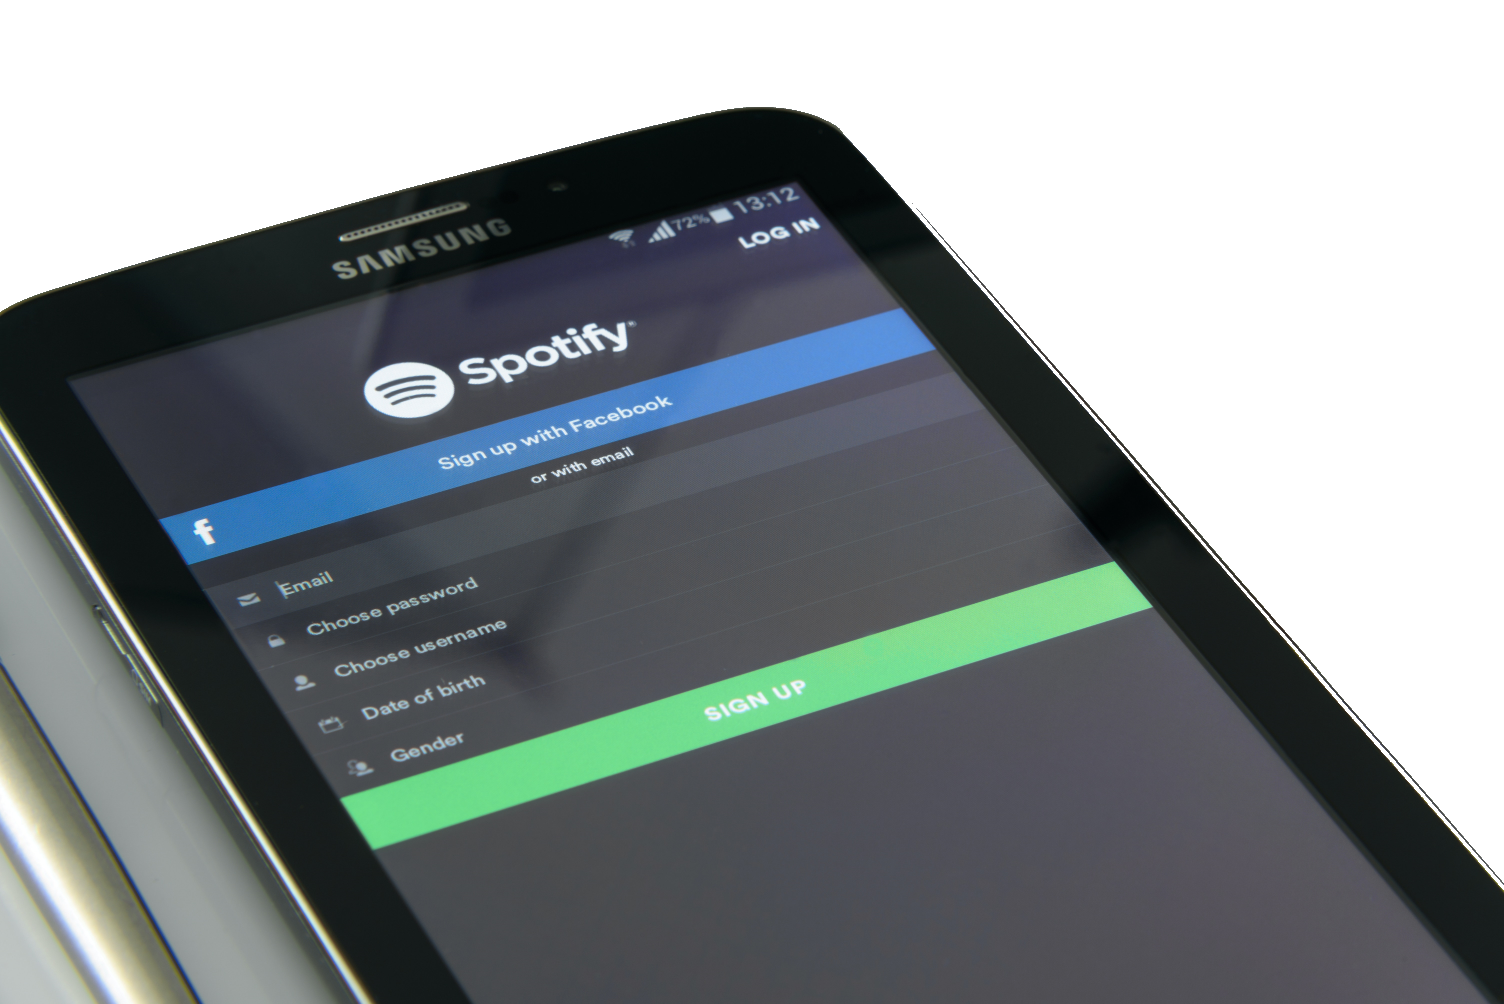 SAMSUNG
72% 13:12
LOG IN
Spotify®
Sign up with Facebook
f
or with email
Email
Choose password
Choose username
Date of birth
Gender
SIGN UP